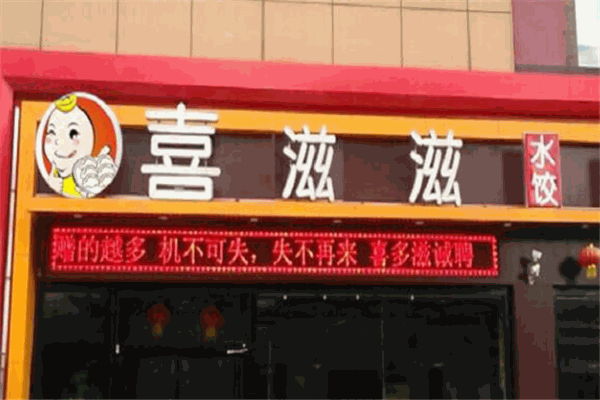 喜滋滋
水饺
的越多 机不可失，失不再来 喜多滋诚聘